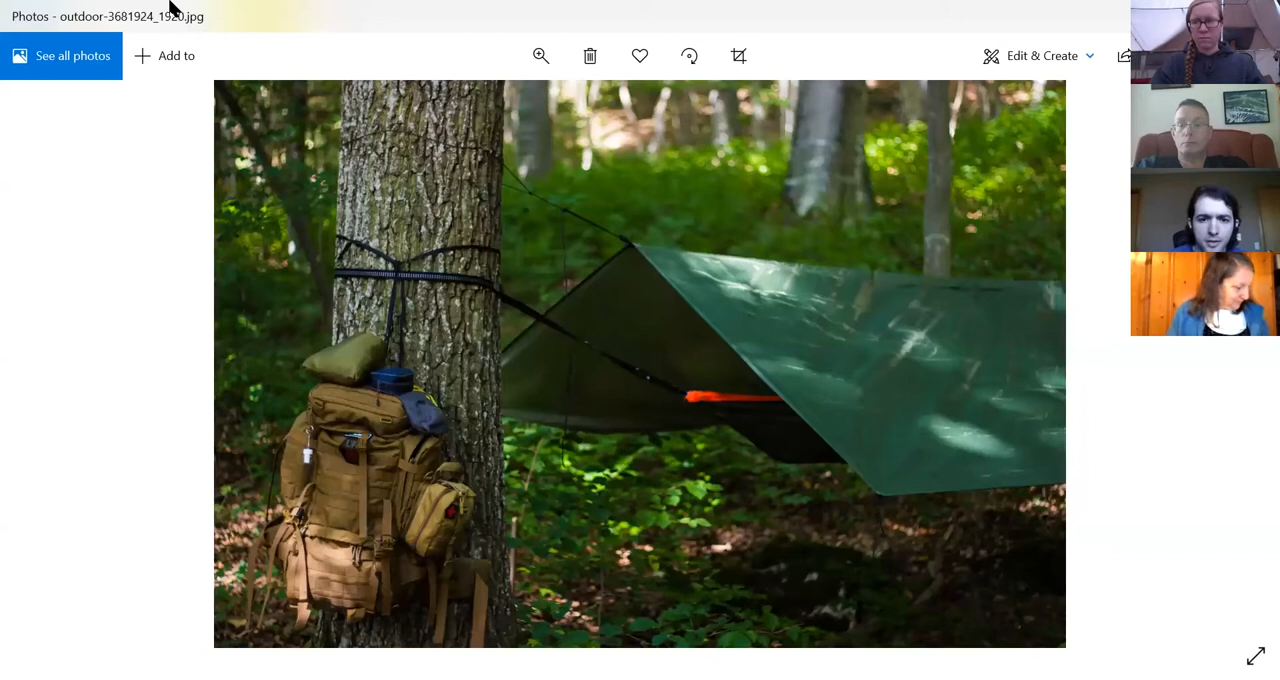 Photos - outdoor-3681924_1920.jpg
See all photos
Add to
Edit & Create